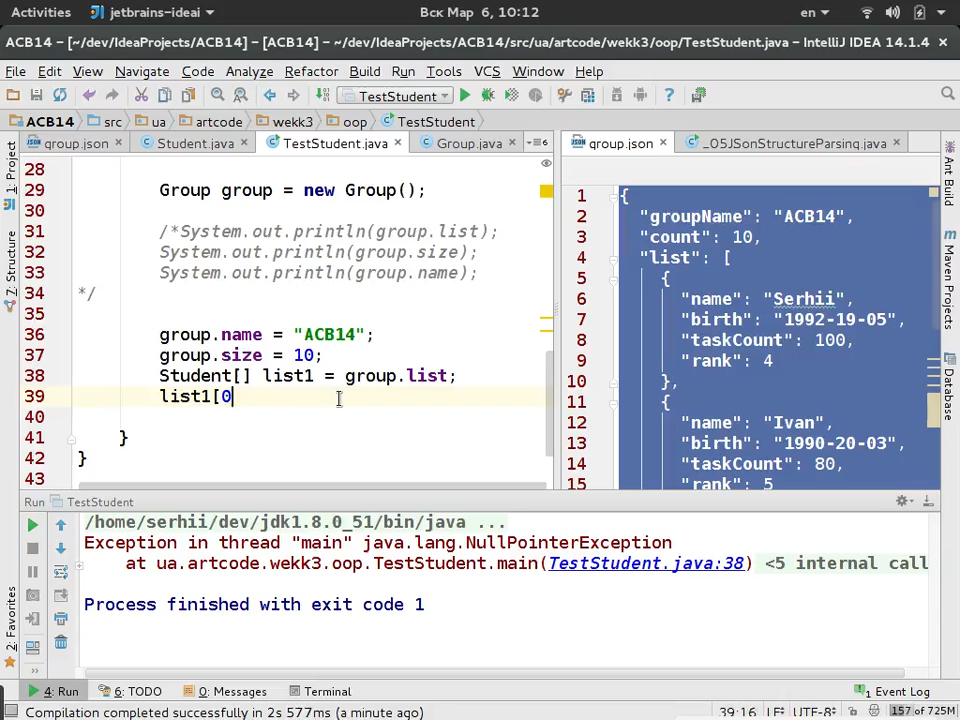 Activities jetbrains-ideai Вск Мар 6, 10:12 en
ACB14 – [~/dev/IdeaProjects/ACB14] – [ACB14] – ~/dev/IdeaProjects/ACB14/src/ua/artcode/wekk3/oop/TestStudent.java – IntelliJ IDEA 14.1.4
File Edit View Navigate Code Analyze Refactor Build Run Tools VCS Window Help
TestStudent
ACB14 src ua artcode wekk3 oop TestStudent
group.json Student.java TestStudent.java Group.java 6 group.json _05JSonStructureParsing.java
1: Project
Z: Structure
2: Favorites
Ant Build
Maven Projects
Database
28
29 Group group = new Group();
30
31 /*System.out.println(group.list);
32 System.out.println(group.size);
33 System.out.println(group.name);
34 */
35
36 group.name = "ACB14";
37 group.size = 10;
38 Student[] list1 = group.list;
39 list1[0
40
41 }
42 }
43
1 {
2 "groupName": "ACB14",
3 "count": 10,
4 "list": [
5 {
6 "name": "Serhii",
7 "birth": "1992-19-05",
8 "taskCount": 100,
9 "rank": 4
10 },
11 {
12 "name": "Ivan",
13 "birth": "1990-20-03",
14 "taskCount": 80,
15 "rank": 5
Run TestStudent
/home/serhii/dev/jdk1.8.0_51/bin/java ...
Exception in thread "main" java.lang.NullPointerException
at ua.artcode.wekk3.oop.TestStudent.main(TestStudent.java:38) <5 internal call
Process finished with exit code 1
4: Run 6: TODO 0: Messages Terminal 1 Event Log
Compilation completed successfully in 2s 577ms (a minute ago) 39:16 LF UTF-8 157 of 725M